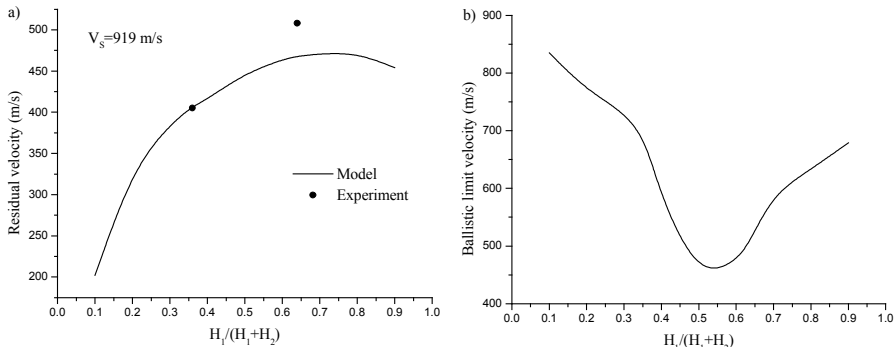 a)
V_S=919 m/s
500
450
400
350
300
250
200
Residual velocity (m/s)
Model
Experiment
0.0 0.1 0.2 0.3 0.4 0.5 0.6 0.7 0.8 0.9 1.0
H_1/(H_1+H_2)
b)
900
800
700
600
500
400
Ballistic limit velocity (m/s)
0.0 0.1 0.2 0.3 0.4 0.5 0.6 0.7 0.8 0.9 1.0
H_1/(H_1+H_2)